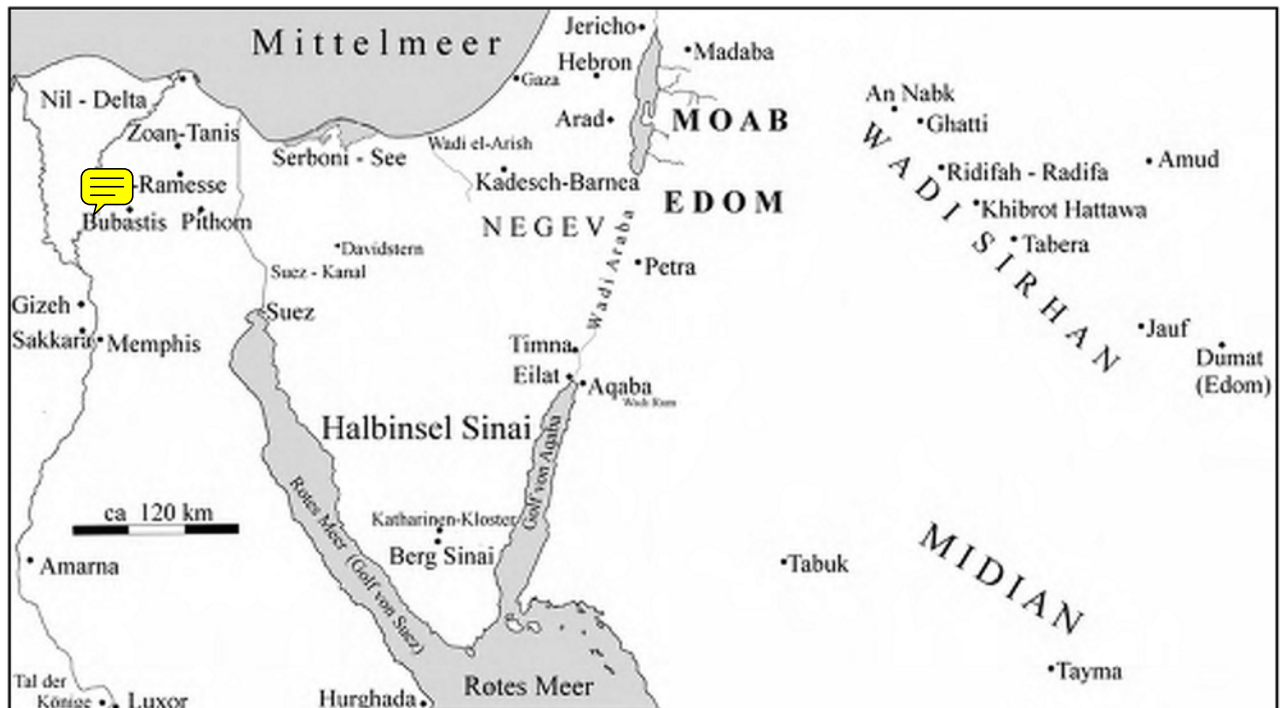 Mittelmeer
Jericho
Madaba
Hebron
Gaza
An Nabk
Nil - Delta
Arad
MOAB
Ghatti
Zoan-Tanis
Wadi el-Arish
Serboni - See
Amud
Ridifah - Radifa
Ramesse
Kadesch-Barnea
EDOM
Khibrot Hattawa
WADI SIRHAN
Bubastis
Pithom
NEGEV
Tabera
Davidstern
Wadi Araba
Petra
Suez - Kanal
Gizeh
Suez
Jauf
Sakkara
Memphis
Timna
Dumat
(Edom)
Eilat
Aqaba
Wadi Rum
Halbinsel Sinai
Golf von Aqaba
Rotes Meer (Golf von Suez)
ca 120 km
Katharinen-Kloster
Berg Sinai
MIDIAN
Amarna
Tabuk
Tayma
Tal der
Könige
Luxor
Hurghada
Rotes Meer